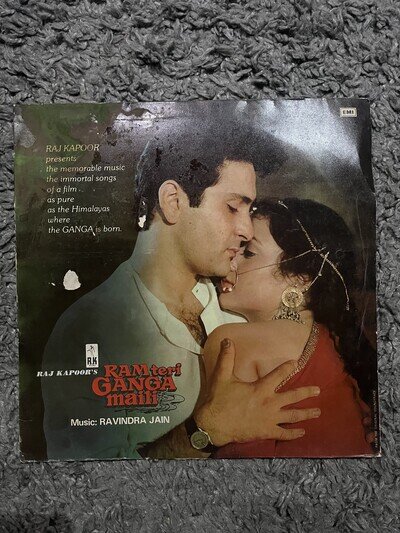 EMI
RAJ KAPOOR
presents
the memorable music
the immortal songs
of a film
as pure
as the Himalayas
where
the GANGA is born.
R.K
RAJ KAPOOR'S
RAM teri
GANGA
maili
Music: RAVINDRA JAIN